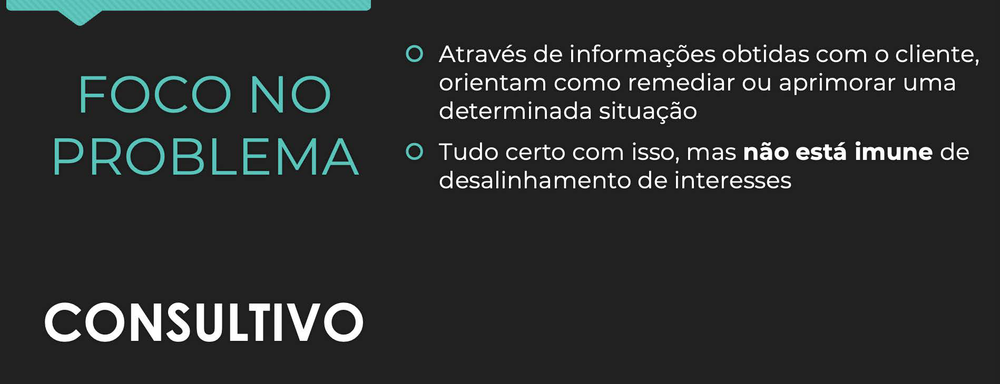 FOCO NO
PROBLEMA
CONSULTIVO
Através de informações obtidas com o cliente,
orientam como remediar ou aprimorar uma
determinada situação
Tudo certo com isso, mas não está imune de
desalinhamento de interesses